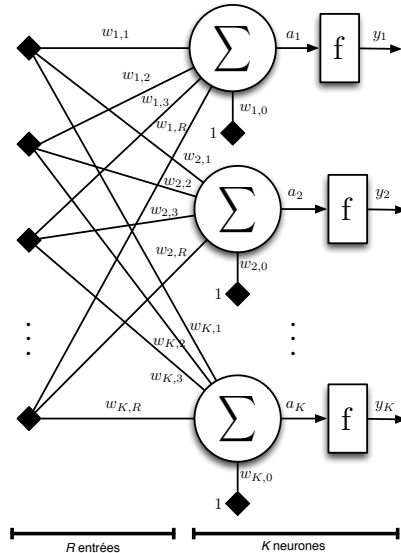 w1,1
Σ
a1
f
y1
w1,2
w1,3
w1,R
w1,0
1
w2,1
w2,2
w2,3
Σ
a2
f
y2
w2,R
w2,0
1
wK,1
wK,2
wK,3
wK,R
Σ
aK
f
yK
wK,0
1
R entrées
K neurones